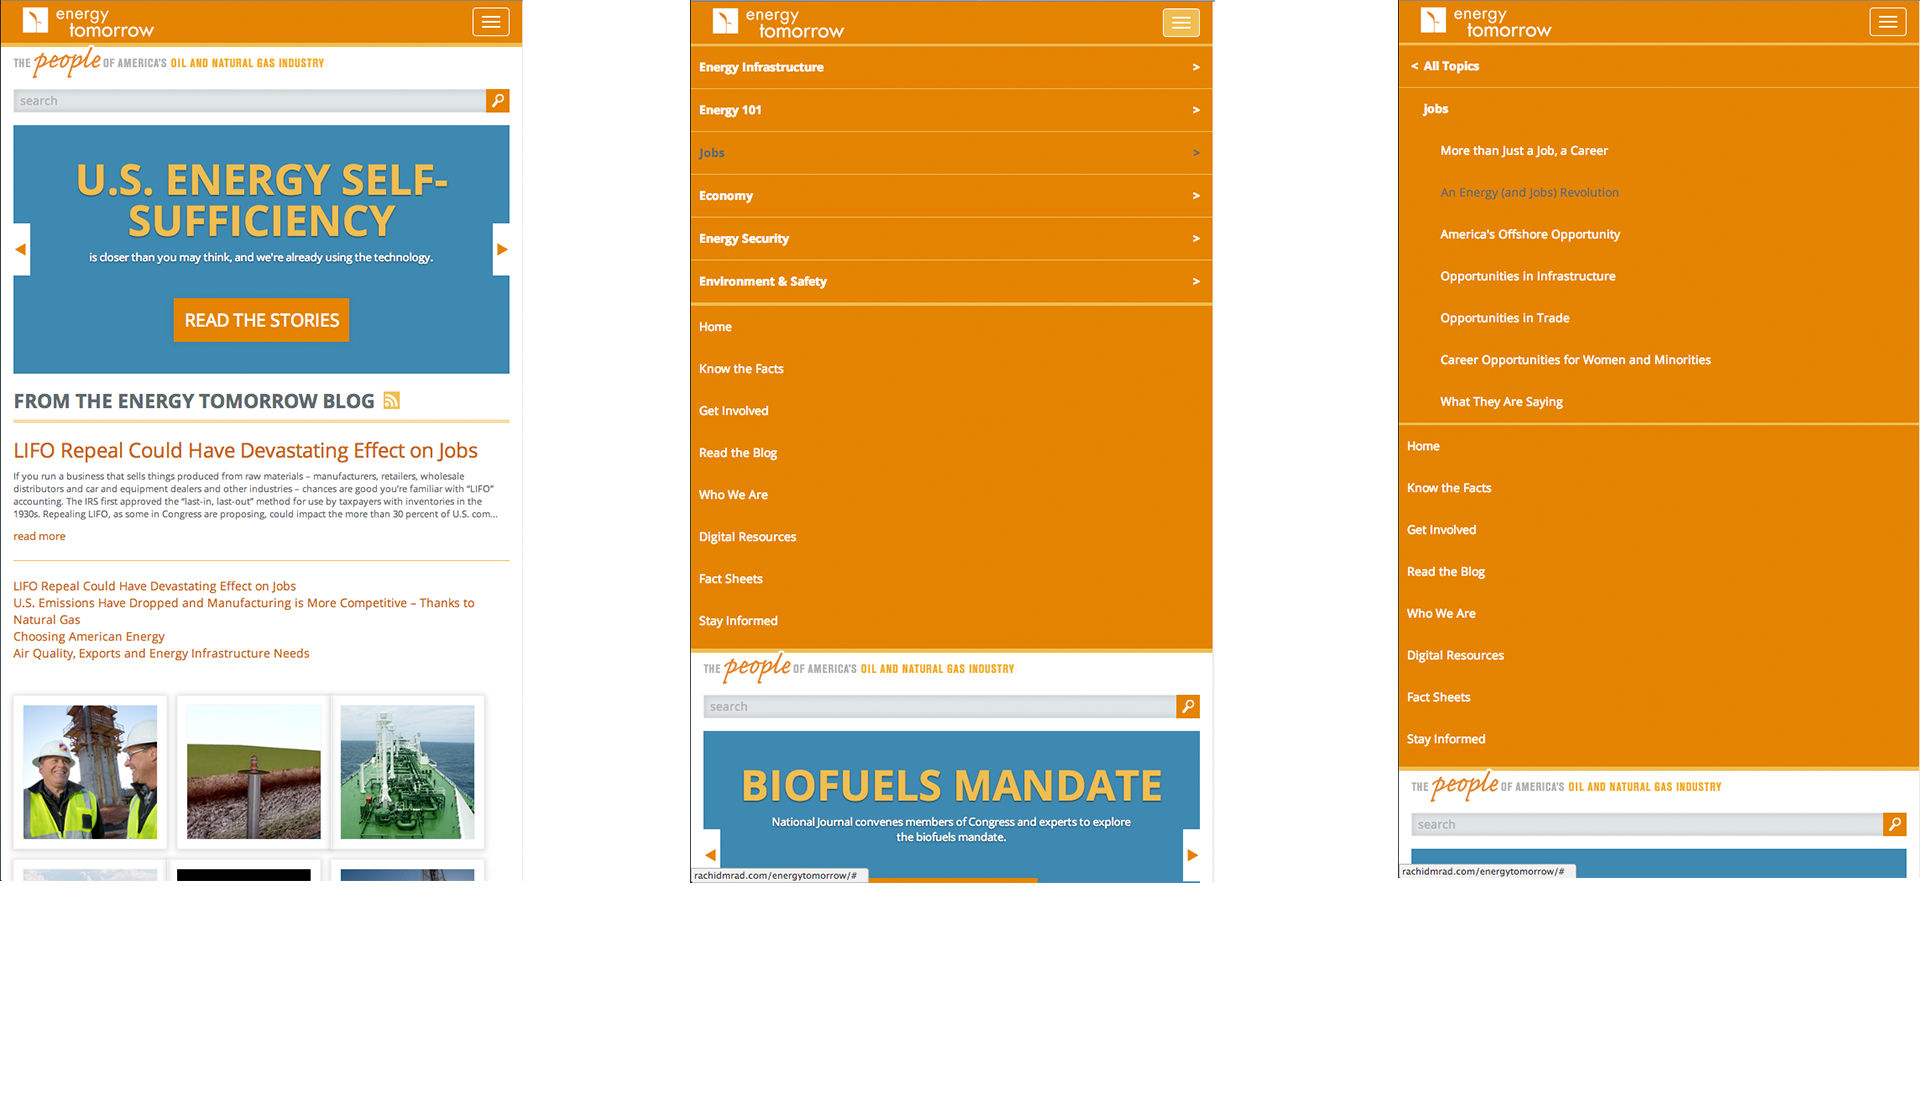 energy
tomorrow
THE people OF AMERICA'S OIL AND NATURAL GAS INDUSTRY
search
U.S. ENERGY SELF-
SUFFICIENCY
is closer than you may think, and we're already using the technology.
READ THE STORIES
FROM THE ENERGY TOMORROW BLOG
LIFO Repeal Could Have Devastating Effect on Jobs
If you run a business that sells things produced from raw materials – manufacturers, retailers, wholesale
distributors and car and equipment dealers and other industries – chances are good you're familiar with "LIFO"
accounting. The IRS first approved the "last-in, last-out" method for use by taxpayers with inventories in the
1930s. Repealing LIFO, as some in Congress are proposing, could impact the more than 30 percent of U.S. com...
read more
LIFO Repeal Could Have Devastating Effect on Jobs
U.S. Emissions Have Dropped and Manufacturing is More Competitive – Thanks to
Natural Gas
Choosing American Energy
Air Quality, Exports and Energy Infrastructure Needs
energy
tomorrow
Energy Infrastructure >
Energy 101 >
Jobs >
Economy >
Energy Security >
Environment & Safety >
Home
Know the Facts
Get Involved
Read the Blog
Who We Are
Digital Resources
Fact Sheets
Stay Informed
THE people OF AMERICA'S OIL AND NATURAL GAS INDUSTRY
search
BIOFUELS MANDATE
National Journal convenes members of Congress and experts to explore
the biofuels mandate.
rachidmrad.com/energytomorrow/#
energy
tomorrow
< All Topics
Jobs
More than Just a Job, a Career
An Energy (and Jobs) Revolution
America's Offshore Opportunity
Opportunities in Infrastructure
Opportunities in Trade
Career Opportunities for Women and Minorities
What They Are Saying
Home
Know the Facts
Get Involved
Read the Blog
Who We Are
Digital Resources
Fact Sheets
Stay Informed
THE people OF AMERICA'S OIL AND NATURAL GAS INDUSTRY
search
rachidmrad.com/energytomorrow/#